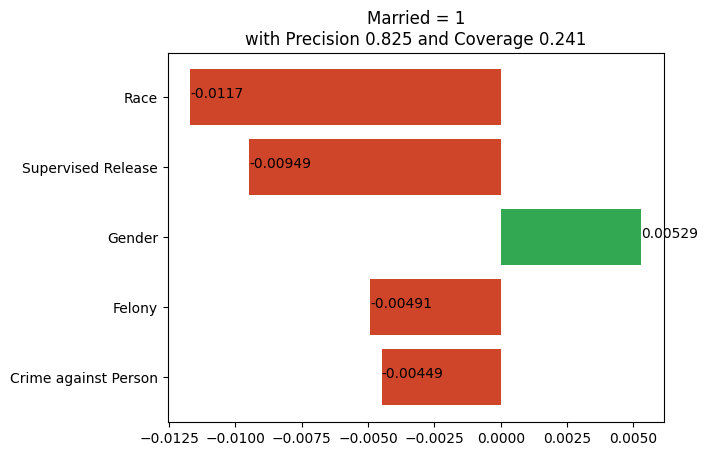 Married = 1
with Precision 0.825 and Coverage 0.241
Race
-0.0117
Supervised Release
-0.00949
Gender
0.00529
Felony
-0.00491
Crime against Person
-0.00449
−0.0125 −0.0100 −0.0075 −0.0050 −0.0025 0.0000 0.0025 0.0050